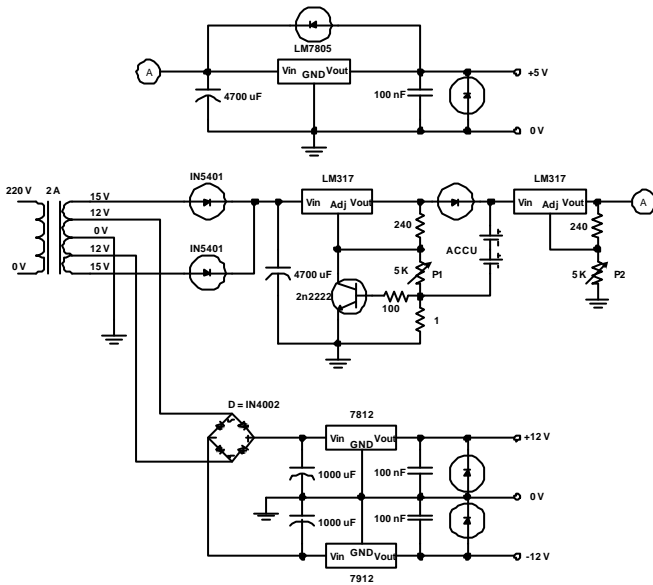 LM7805
A
Vin Vout
GND
+5 V
4700 uF
100 nF
0 V
220 V
2 A
15 V
12 V
0 V
12 V
15 V
0 V
IN5401
IN5401
LM317
Vin Vout
Adj
240
ACCU
LM317
Vin Vout
Adj
240
A
4700 uF
5 K
P1
2n2222
100
1
5 K
P2
D = IN4002
7812
Vin Vout
GND
+12 V
1000 uF
100 nF
0 V
1000 uF
100 nF
GND
Vin Vout
-12 V
7912